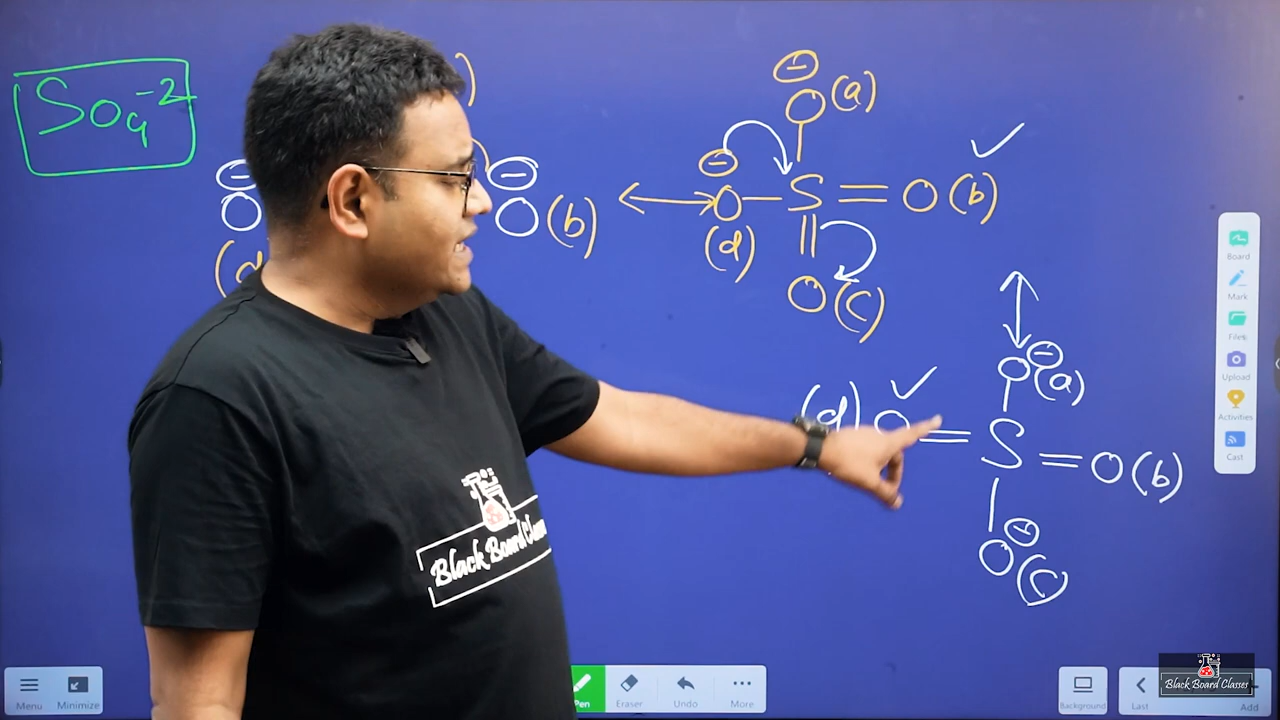 So₄⁻²
)
⊖
O (a)
⊖ ⊖
O O (b)
(d)
⊖
O — S = O (b)
(d)
O (c)
O ⊖ (a)
(d) O = S = O (b)
⊖
O (c)
Black Board Classes
Board
Mark
Files
Upload
Activities
Cast
Menu
Minimize
Pen
Eraser
Undo
More
Background
Last
Add
Black Board Classes